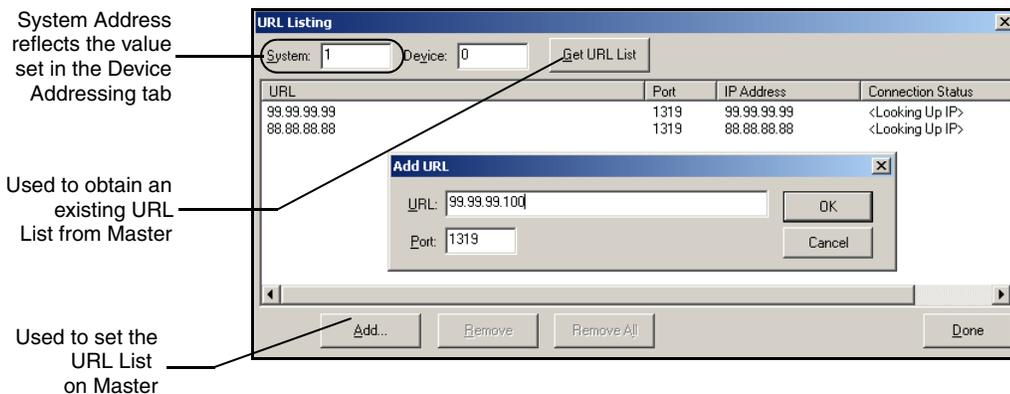 System Address
reflects the value
set in the Device
Addressing tab
Used to obtain an
existing URL
List from Master
Used to set the
URL List
on Master
URL Listing
System: 1 Device: 0 Get URL List
URL Port IP Address Connection Status
99.99.99.99 1319 99.99.99.99 <Looking Up IP>
88.88.88.88 1319 88.88.88.88 <Looking Up IP>
Add URL
URL: 99.99.99.100 OK
Port: 1319 Cancel
Add... Remove Remove All Done